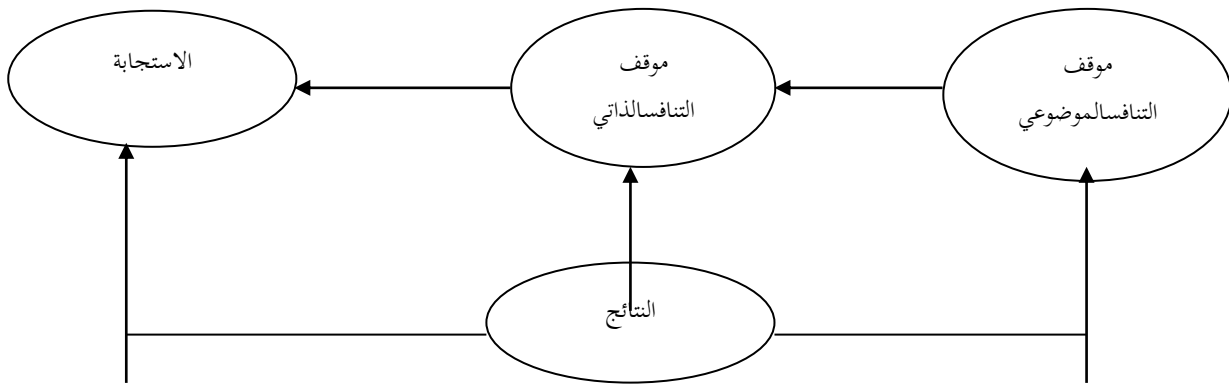 موقف
التنافسالموضوعي
موقف
التنافسالذاتي
الاستجابة
النتائج